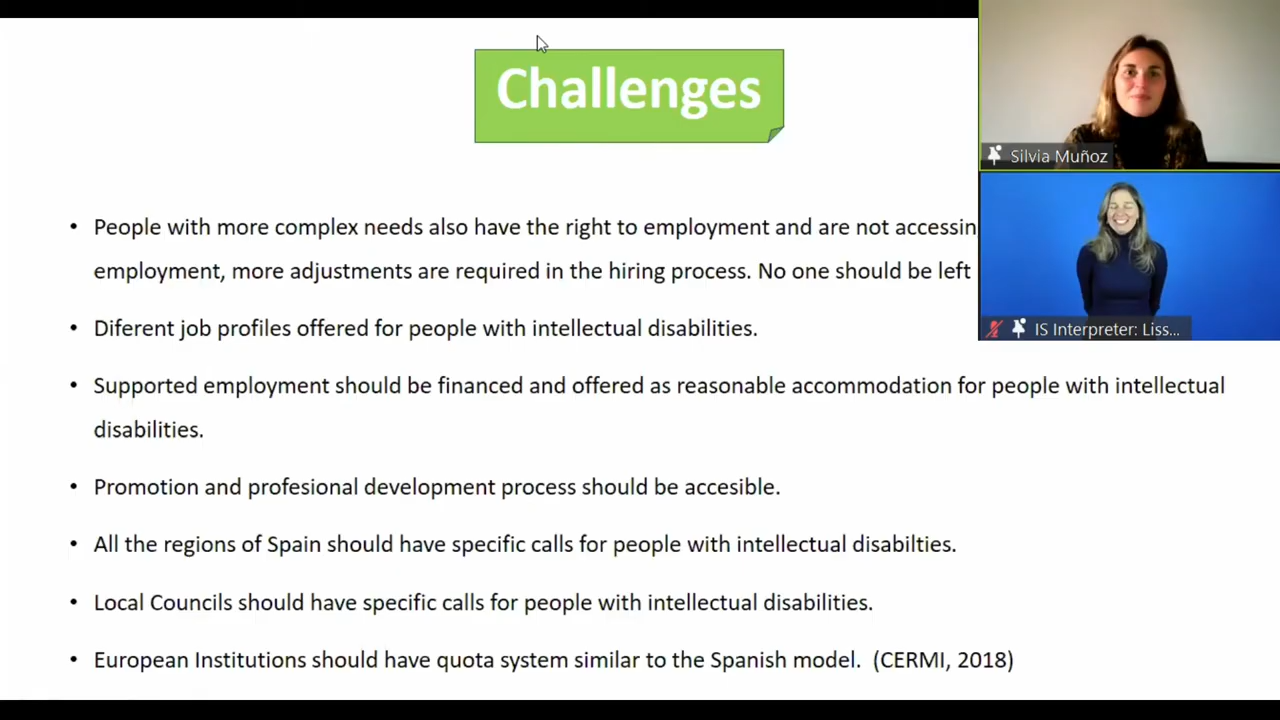 Challenges
Silvia Muñoz
• People with more complex needs also have the right to employment and are not
employment, more adjustments are required in the hiring process. No one should be left
IS Interpreter: Liss...
• Diferent job profiles offered for people with intellectual disabilities.
• Supported employment should be financed and offered as reasonable accommodation for people with intellectual
disabilities.
• Promotion and profesional development process should be accesible.
• All the regions of Spain should have specific calls for people with intellectual disabilties.
• Local Councils should have specific calls for people with intellectual disabilities.
• European Institutions should have quota system similar to the Spanish model. (CERMI, 2018)